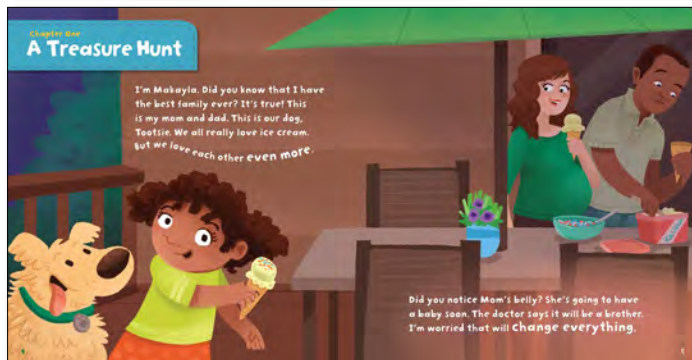 Chapter One
A Treasure Hunt
I'm Makayla. Did you know that I have
the best family ever? It's true! This
is my mom and dad. This is our dog,
Tootsie. We all really love ice cream.
But we love each other even more.
Did you notice Mom's belly? She's going to have
a baby soon. The doctor says it will be a brother.
I'm worried that will change everything.